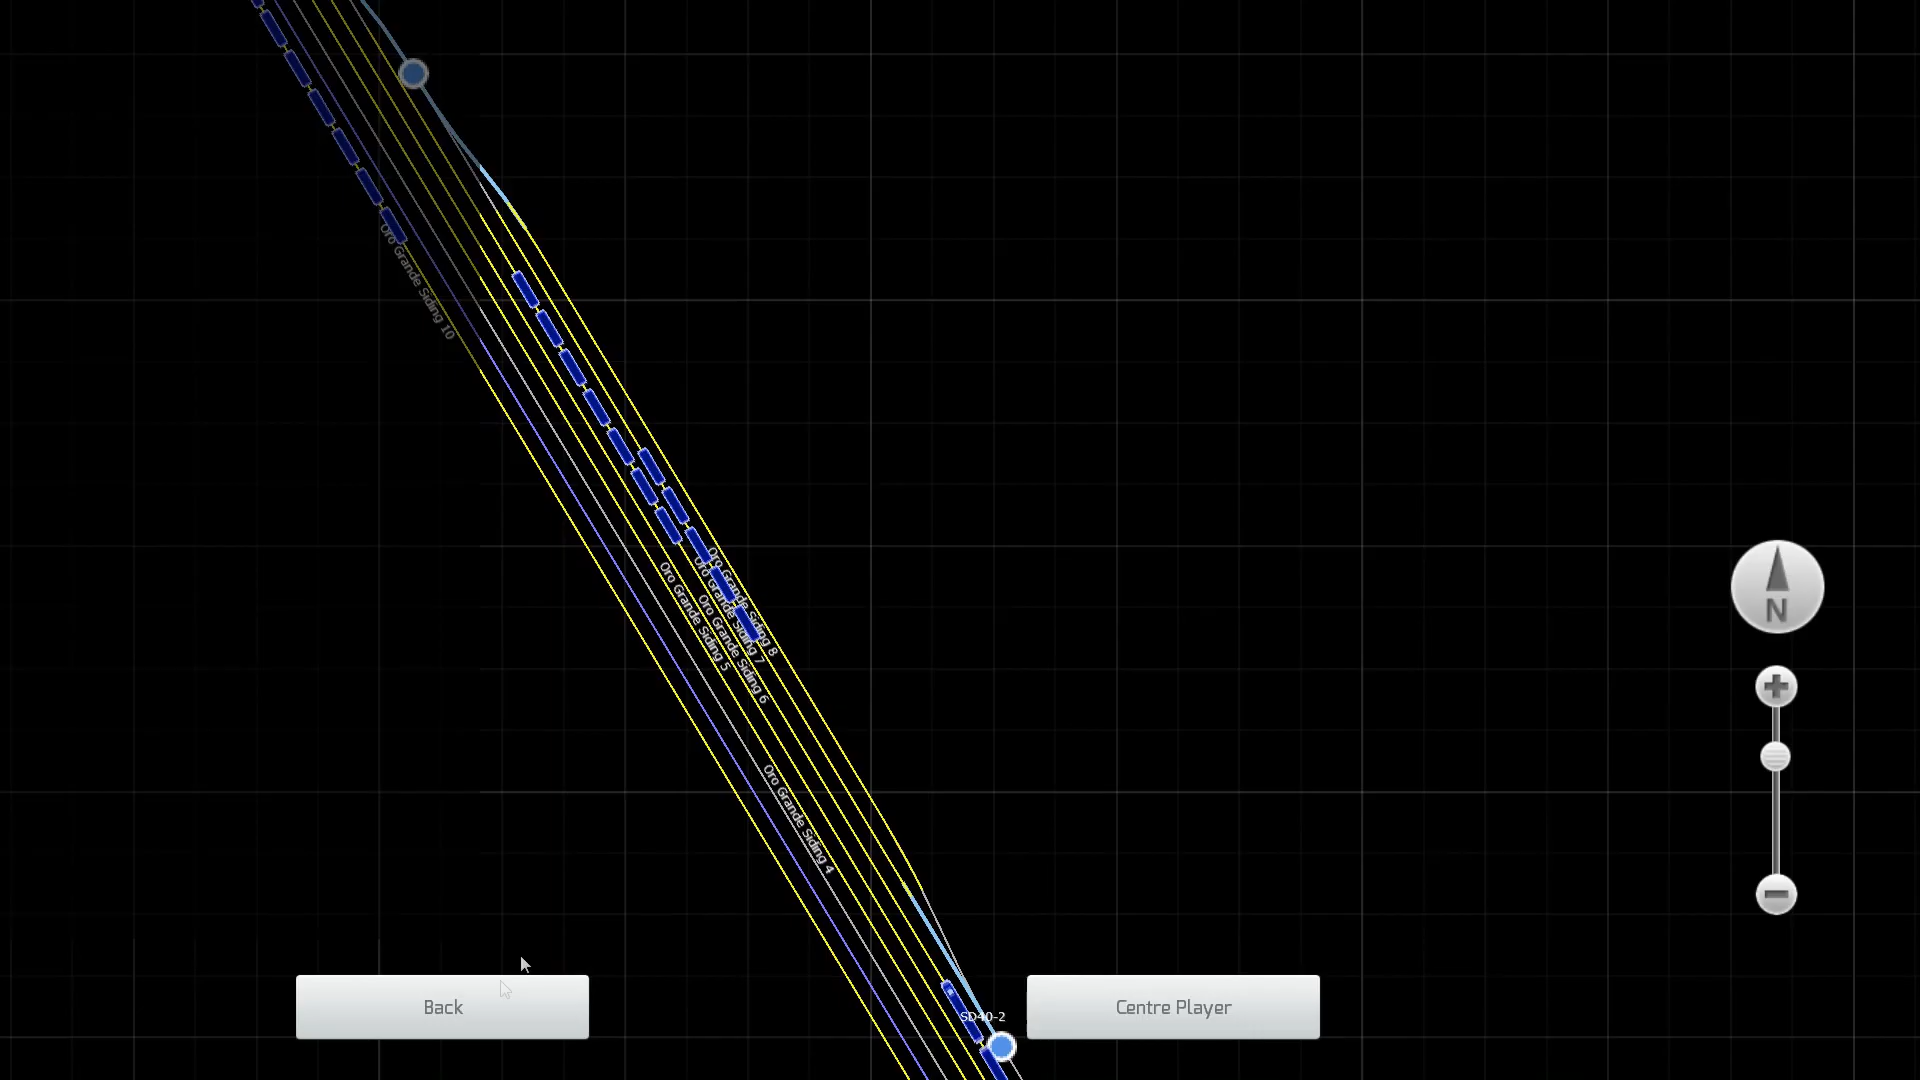 Oro Grande Siding 10
Oro Grande Siding 8
Oro Grande Siding 7
Oro Grande Siding 6
Oro Grande Siding 5
Oro Grande Siding 4
N
SD40-2
Back
Centre Player